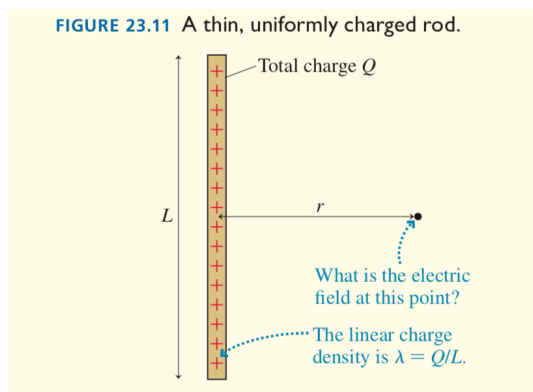 FIGURE 23.11 A thin, uniformly charged rod.
Total charge Q
L
r
What is the electric
field at this point?
The linear charge
density is λ = Q/L.